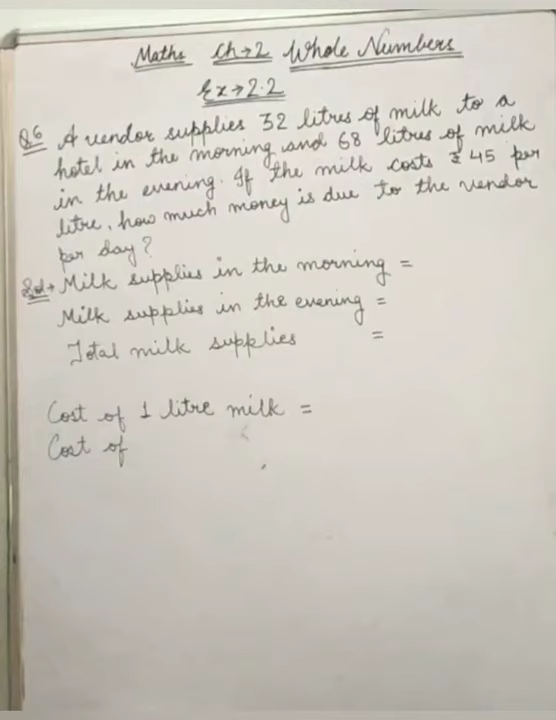 Maths Ch→2 Whole Numbers
Ex→2.2
Q6 A vendor supplies 32 litres of milk to a
hotel in the morning and 68 litres of milk
in the evening. If the milk costs ₹45 per
litre, how much money is due to the vendor
per day?
Sol→ Milk supplies in the morning =
Milk supplies in the evening =
Total milk supplies =
Cost of 1 litre milk =
Cost of